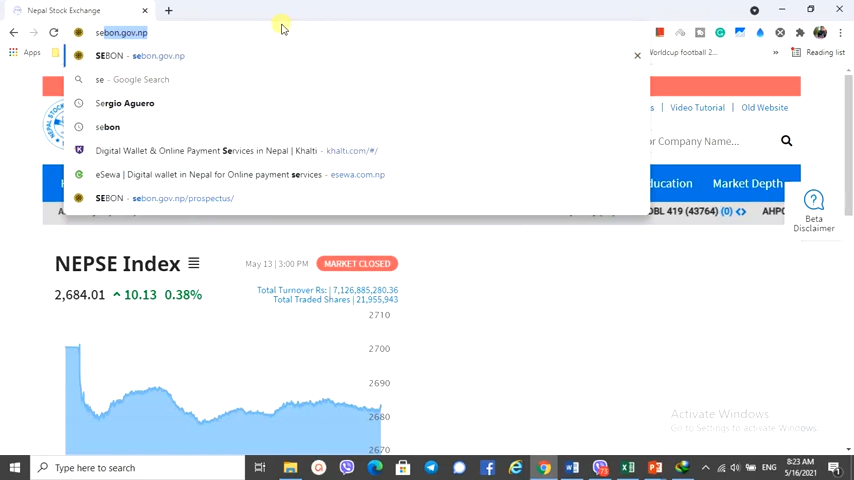 Nepal Stock Exchange
sebon.gov.np
Apps
Worldcup football 2...
»
Reading list
SEBON - sebon.gov.np
se - Google Search
Sergio Aguero
sebon
Digital Wallet & Online Payment Services in Nepal | Khalti - khalti.com/#/
eSewa | Digital wallet in Nepal for Online payment services - esewa.com.np
SEBON - sebon.gov.np/prospectus/
s | Video Tutorial | Old Website
or Company Name...
ducation Market Depth
OBL 419 (43764) (0) AHPC
Beta
Disclaimer
NEPSE Index
May 13 | 3:00 PM MARKET CLOSED
2,684.01 10.13 0.38%
Total Turnover Rs: | 7,126,885,280.36
Total Traded Shares | 21,955,943
2710
2700
2690
2680
2670
Activate Windows
Go to Settings to activate Windows.
Type here to search
73
ENG
8:23 AM
5/16/2021
1